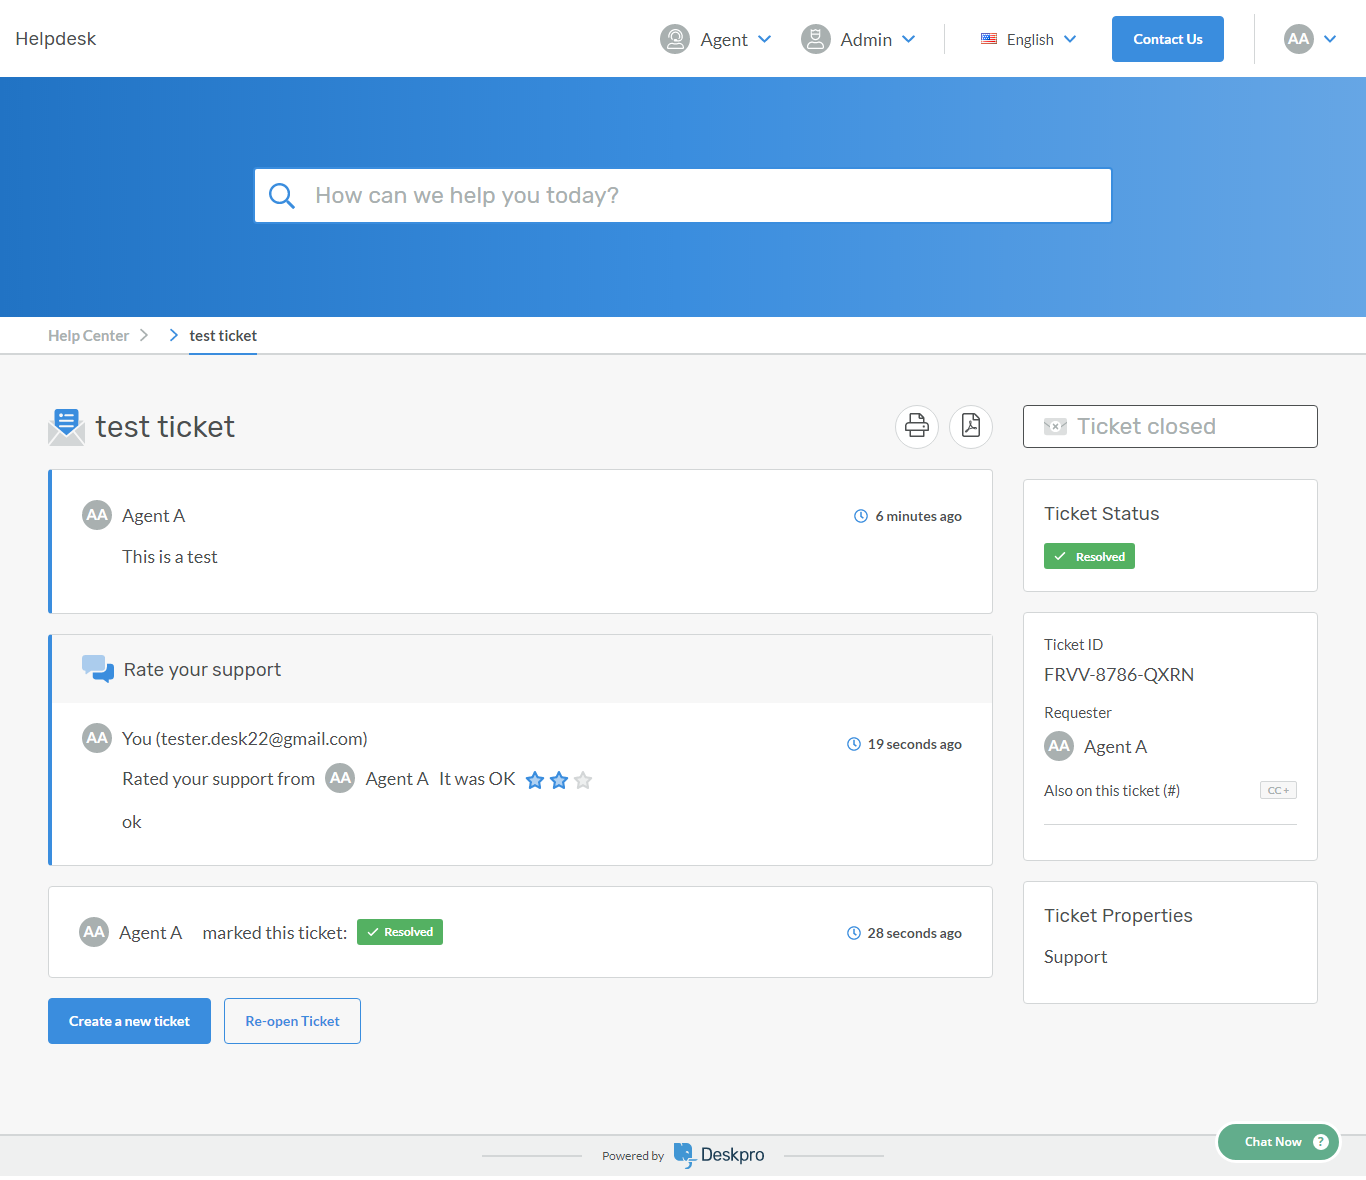 Helpdesk
Agent
Admin
English
Contact Us
AA
How can we help you today?
Help Center
test ticket
test ticket
Ticket closed
AA Agent A
6 minutes ago
This is a test
Rate your support
AA You (tester.desk22@gmail.com)
19 seconds ago
Rated your support from AA Agent A It was OK
ok
AA Agent A marked this ticket: Resolved
28 seconds ago
Create a new ticket
Re-open Ticket
Ticket Status
Resolved
Ticket ID
FRVV-8786-QXRN
Requester
AA Agent A
Also on this ticket (#)
CC +
Ticket Properties
Support
Powered by Deskpro
Chat Now ?